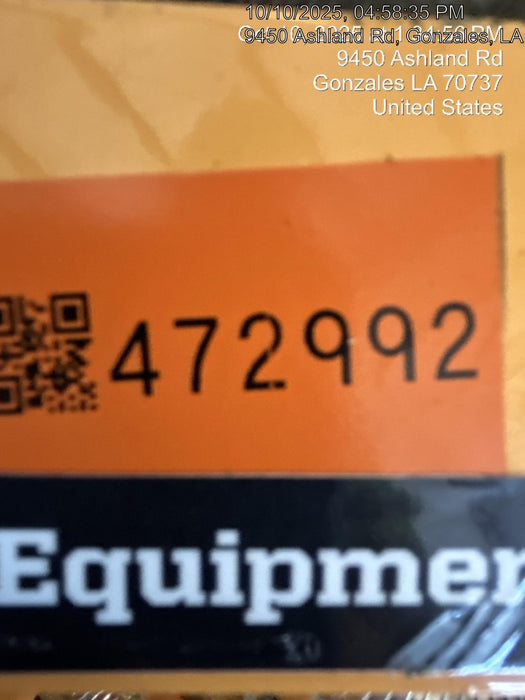 10/10/2025, 04:58:35 PM
9450 Ashland Rd, Gonzales, LA
9450 Ashland Rd
Gonzales LA 70737
United States
472992
Equipmen